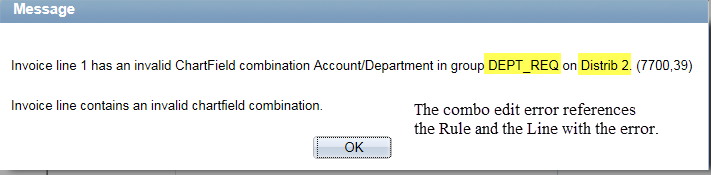 Message
Invoice line 1 has an invalid ChartField combination Account/Department in group DEPT_REQ on Distrib 2. (7700,39)
Invoice line contains an invalid chartfield combination.
The combo edit error references
the Rule and the Line with the error.
OK